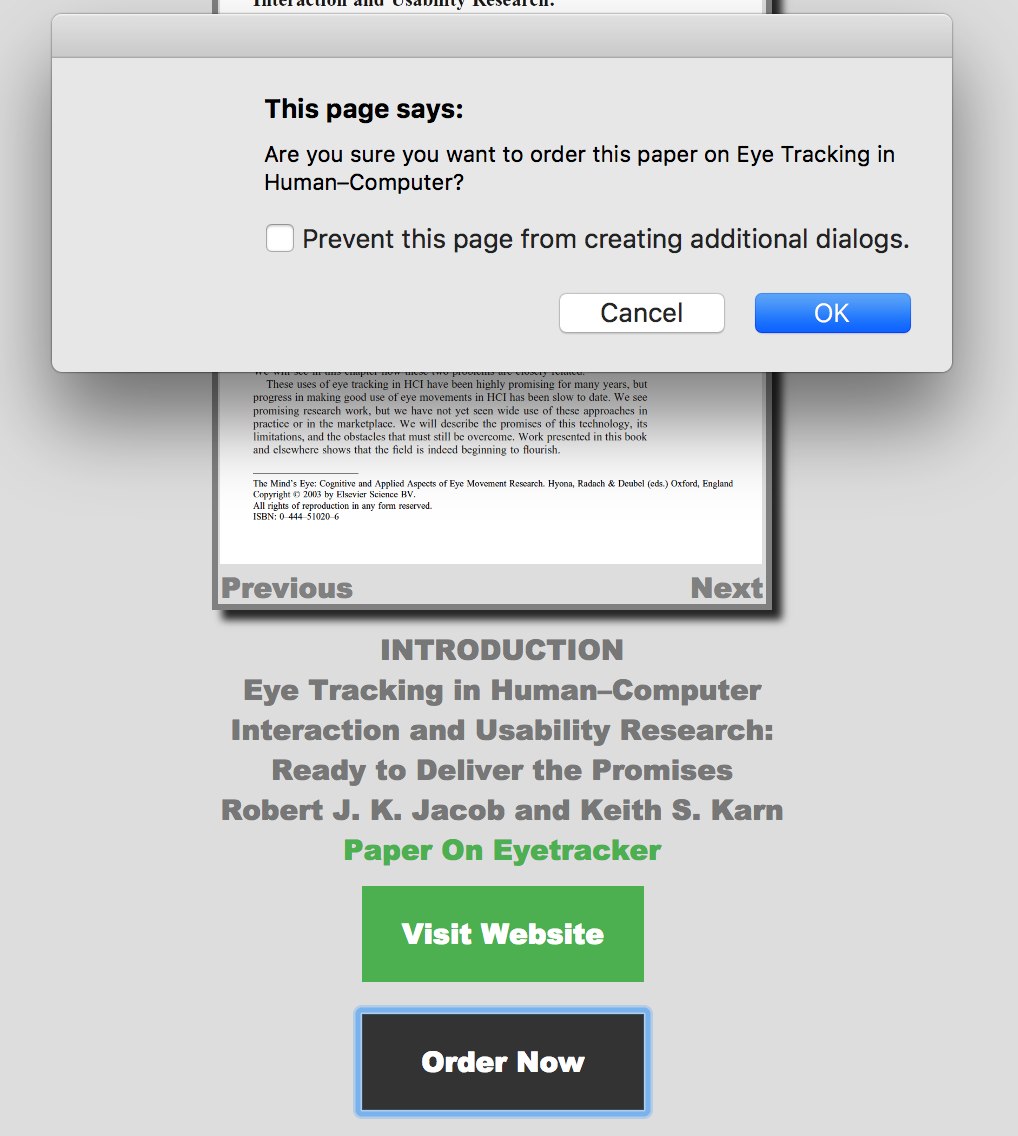 Interaction and Usability Research:
This page says:
Are you sure you want to order this paper on Eye Tracking in
Human–Computer?
Prevent this page from creating additional dialogs.
Cancel
OK
We will see in this chapter how these two problems are closely related.
These uses of eye tracking in HCI have been highly promising for many years, but
progress in making good use of eye movements in HCI has been slow to date. We see
promising research work, but we have not yet seen wide use of these approaches in
practice or in the marketplace. We will describe the promises of this technology, its
limitations, and the obstacles that must still be overcome. Work presented in this book
and elsewhere shows that the field is indeed beginning to flourish.
The Mind's Eye: Cognitive and Applied Aspects of Eye Movement Research. Hyona, Radach & Deubel (eds.) Oxford, England
Copyright © 2003 by Elsevier Science BV.
All rights of reproduction in any form reserved.
ISBN: 0–444–51020–6
Previous
Next
INTRODUCTION
Eye Tracking in Human–Computer
Interaction and Usability Research:
Ready to Deliver the Promises
Robert J. K. Jacob and Keith S. Karn
Paper On Eyetracker
Visit Website
Order Now